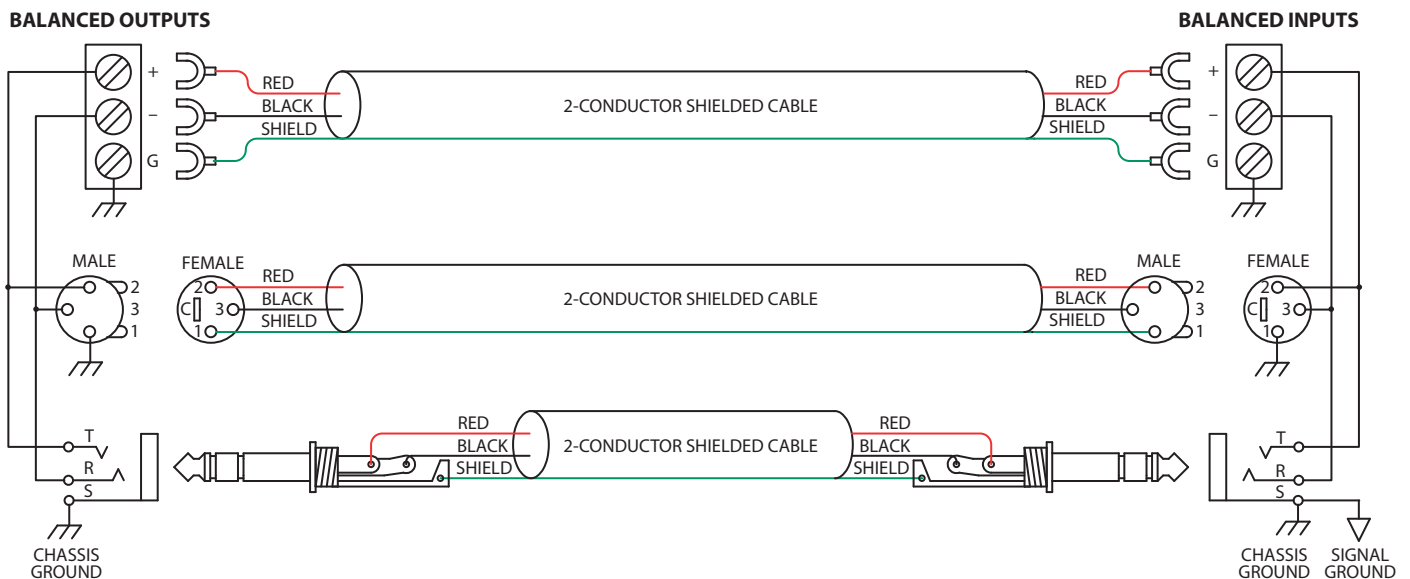 BALANCED OUTPUTS
BALANCED INPUTS
+
RED
2-CONDUCTOR SHIELDED CABLE
RED
+
−
BLACK
BLACK
−
G
SHIELD
SHIELD
G
MALE
FEMALE
MALE
FEMALE
2
3
1
2
C
3
1
RED
BLACK
SHIELD
2-CONDUCTOR SHIELDED CABLE
RED
BLACK
SHIELD
2
3
1
2
C
3
1
T
R
S
RED
BLACK
SHIELD
2-CONDUCTOR SHIELDED CABLE
RED
BLACK
SHIELD
T
R
S
CHASSIS
GROUND
CHASSIS
GROUND
SIGNAL
GROUND